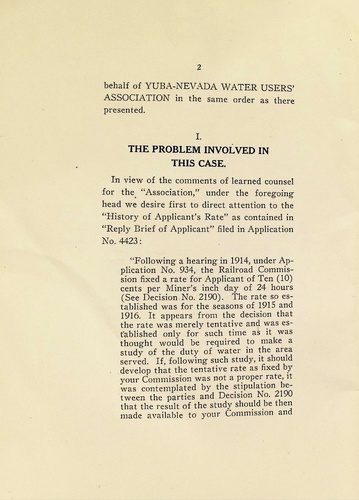 2
behalf of YUBA-NEVADA WATER USERS'
ASSOCIATION in the same order as there
presented.
I.
THE PROBLEM INVOLVED IN
THIS CASE.
In view of the comments of learned counsel
for the "Association," under the foregoing
head we desire first to direct attention to the
"History of Applicant's Rate" as contained in
"Reply Brief of Applicant" filed in Application
No. 4423:
"Following a hearing in 1914, under Ap-
plication No. 934, the Railroad Commis-
sion fixed a rate for Applicant of Ten (10)
cents per Miner's inch day of 24 hours
(See Decision No. 2190). The rate so es-
tablished was for the seasons of 1915 and
1916. It appears from the decision that
the rate was merely tentative and was es-
tablished only for such time as it was
thought would be required to make a
study of the duty of water in the area
served. If, following such study, it should
develop that the tentative rate as fixed by
your Commission was not a proper rate, it
was contemplated by the stipulation be-
tween the parties and Decision No. 2190
that the result of the study should be then
made available to your Commission and